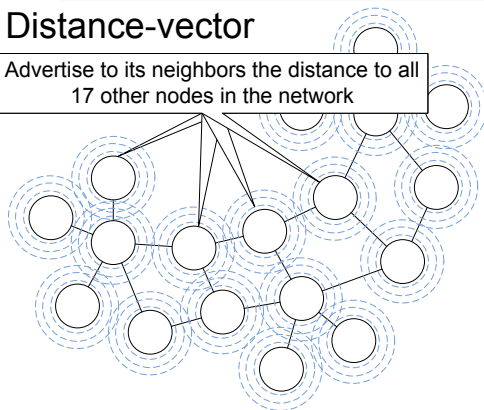 Distance-vector
Advertise to its neighbors the distance to all
17 other nodes in the network